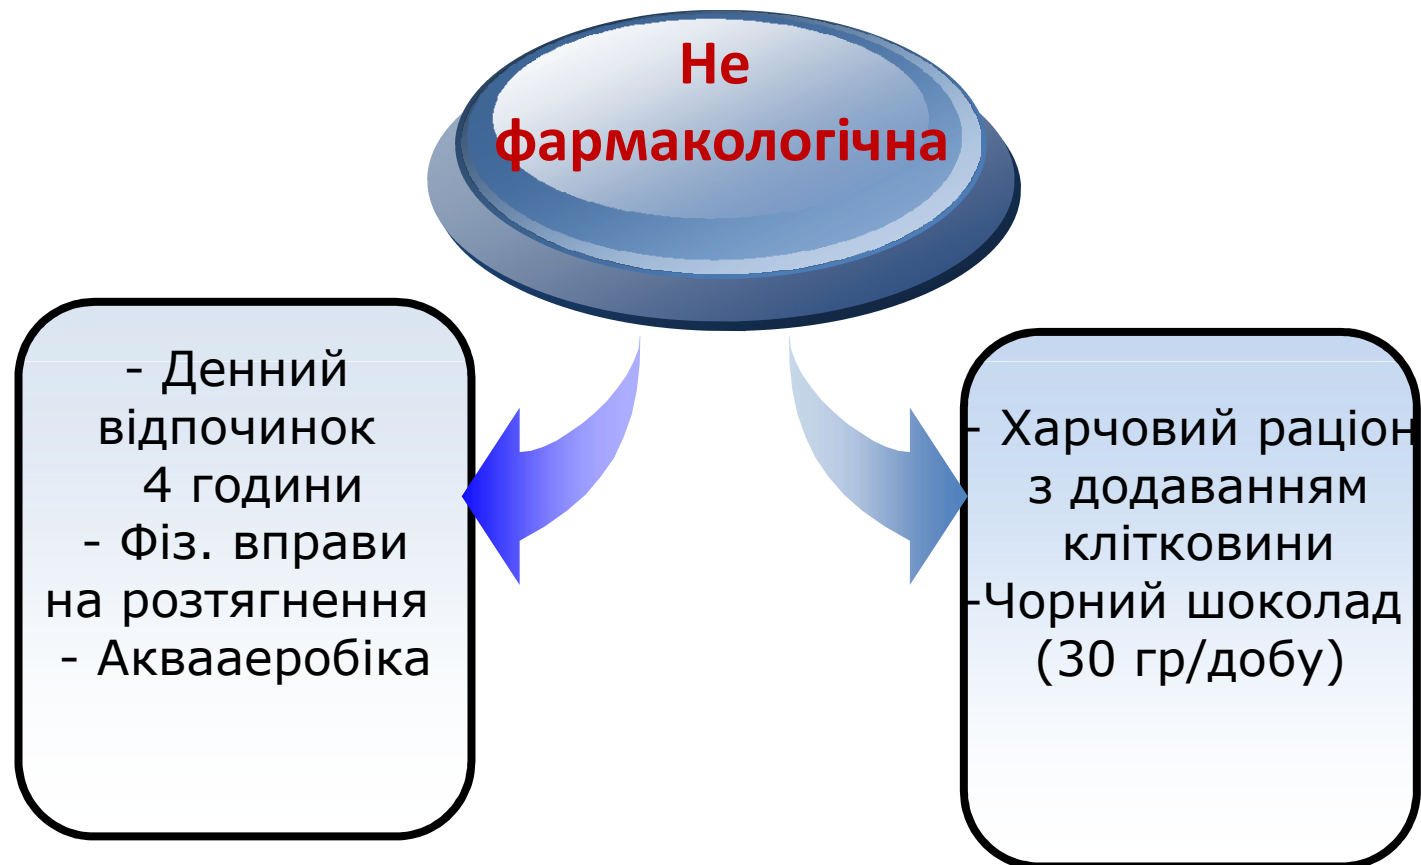 Не
фармакологічна
- Денний
відпочинок
4 години
- Фіз. вправи
на розтягнення
- Аквааеробіка
- Харчовий раціон
з додаванням
клітковини
-Чорний шоколад
(30 гр/добу)